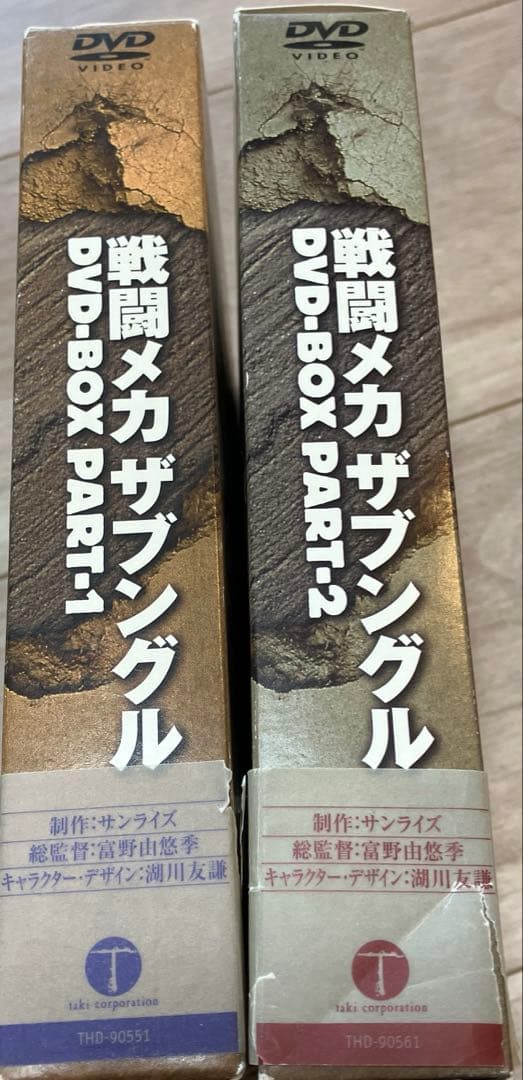 DVD
VIDEO
戦闘メカ ザブングル
DVD-BOX PART-1
制作:サンライズ
総監督:富野由悠季
キャラクター・デザイン:湖川友謙
taki corporation
THD-90551
DVD
VIDEO
戦闘メカ ザブングル
DVD-BOX PART-2
制作:サンライズ
総監督:富野由悠季
キャラクター・デザイン:湖川友謙
taki corporation
THD-90561